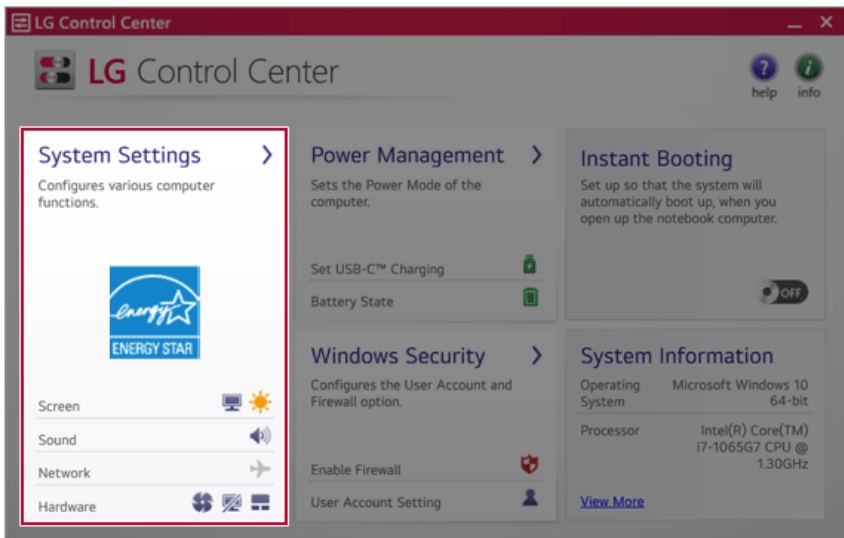 LG Control Center
LG Control Center
help
info
System Settings
Configures various computer
functions.
energy
ENERGY STAR
Screen
Sound
Network
Hardware
Power Management
Sets the Power Mode of the
computer.
Set USB-C™ Charging
Battery State
Instant Booting
Set up so that the system will
automatically boot up, when you
open up the notebook computer.
OFF
Windows Security
Configures the User Account and
Firewall option.
Enable Firewall
User Account Setting
System Information
Operating Microsoft Windows 10
System 64-bit
Processor Intel(R) Core(TM)
i7-1065G7 CPU @
1.30GHz
View More